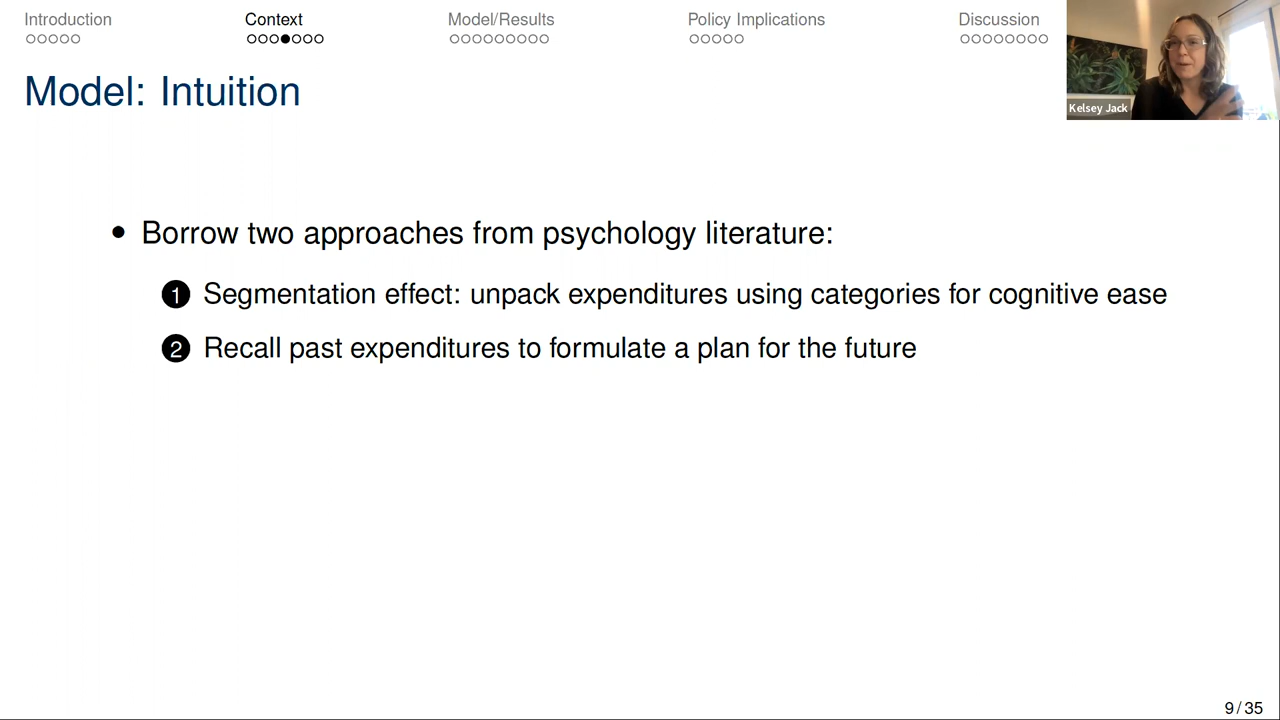 Introduction
Context
Model/Results
Policy Implications
Discussion
Kelsey Jack
Model: Intuition
Borrow two approaches from psychology literature:
1 Segmentation effect: unpack expenditures using categories for cognitive ease
2 Recall past expenditures to formulate a plan for the future
9 / 35